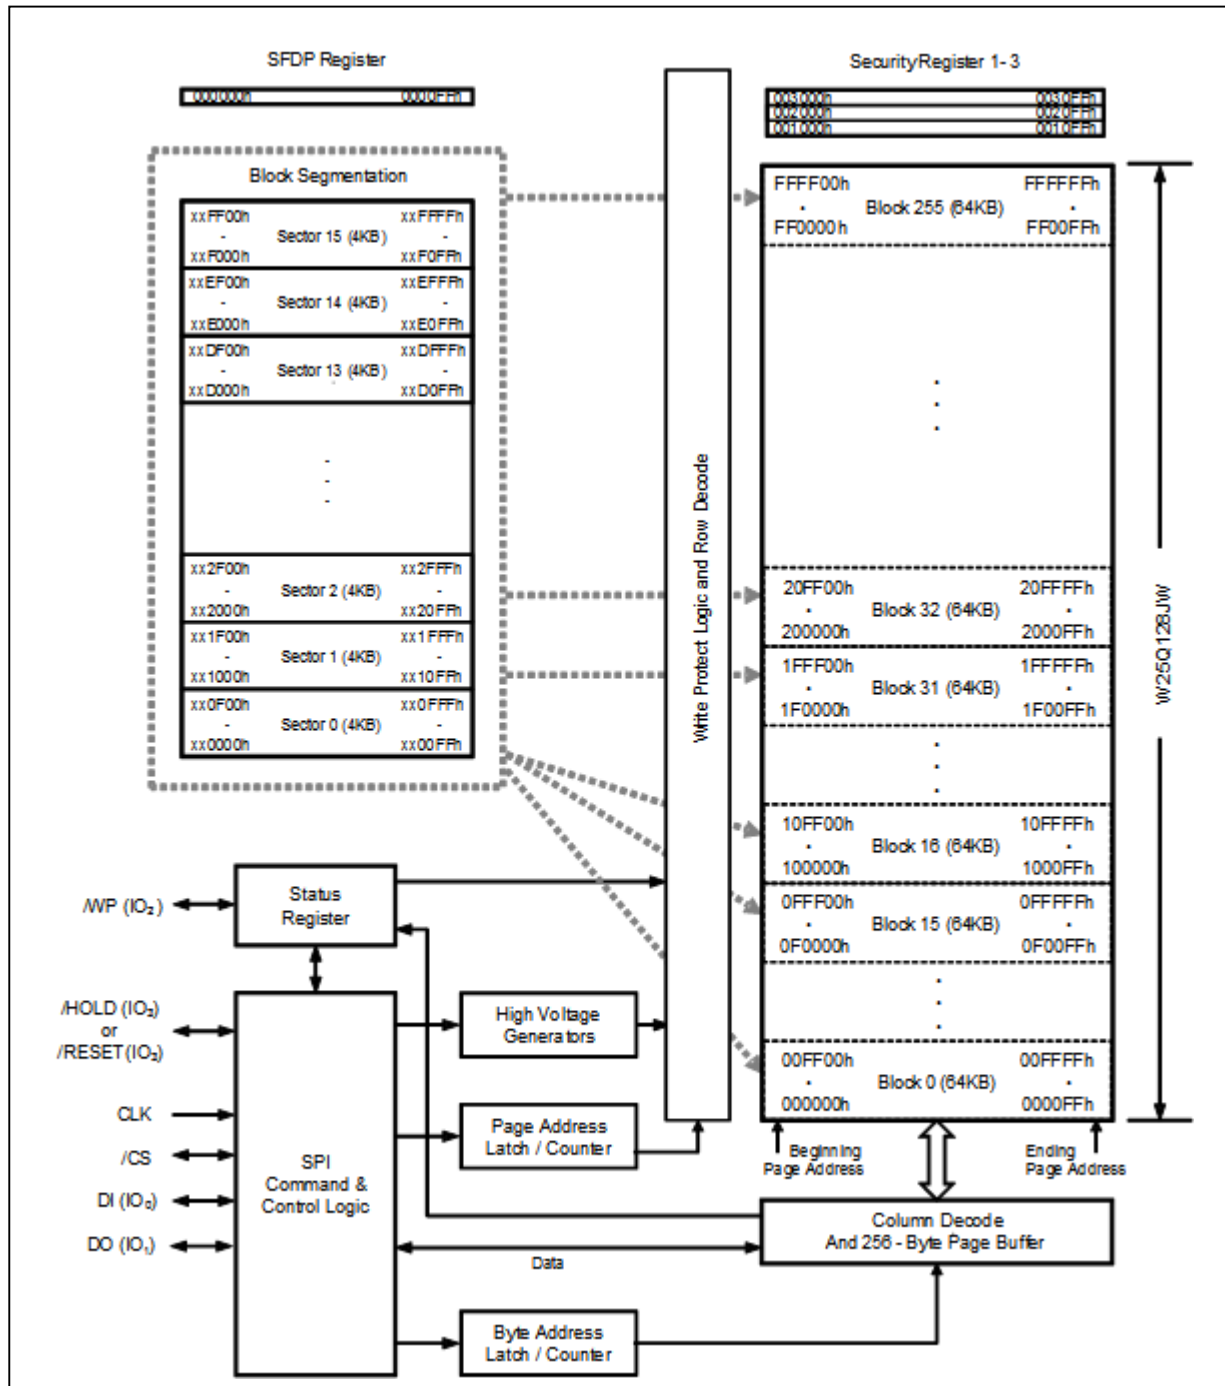 SFDP Register
000000h 0000FFh
Security Register 1 - 3
003000h 0030FFh
002000h 0020FFh
001000h 0010FFh
Block Segmentation
xxFF00h xxFFFFh
- Sector 15 (4KB) -
xxF000h xxF0FFh
xxEF00h xxEFFFh
- Sector 14 (4KB) -
xxE000h xxE0FFh
xxDF00h xxDFFFh
- Sector 13 (4KB) -
xxD000h xxD0FFh
xx2F00h xx2FFFh
- Sector 2 (4KB) -
xx2000h xx20FFh
xx1F00h xx1FFFh
- Sector 1 (4KB) -
xx1000h xx10FFh
xx0F00h xx0FFFh
- Sector 0 (4KB) -
xx0000h xx00FFh
Write Protect Logic and Row Decode
FFFF00h FFFFFFh
Block 255 (64KB)
FF0000h FF00FFh
20FF00h 20FFFFh
Block 32 (64KB)
200000h 2000FFh
1FFF00h 1FFFFFh
Block 31 (64KB)
1F0000h 1F00FFh
10FF00h 10FFFFh
Block 16 (64KB)
100000h 1000FFh
0FFF00h 0FFFFFh
Block 15 (64KB)
0F0000h 0F00FFh
00FF00h 00FFFFh
Block 0 (64KB)
000000h 0000FFh
W25Q128JW
Beginning
Page Address
Ending
Page Address
/WP (IO₂)
Status
Register
/HOLD (IO₃)
or
/RESET (IO₃)
CLK
/CS
DI (IO₀)
DO (IO₁)
SPI
Command &
Control Logic
High Voltage
Generators
Page Address
Latch / Counter
Column Decode
And 256 - Byte Page Buffer
Data
Byte Address
Latch / Counter